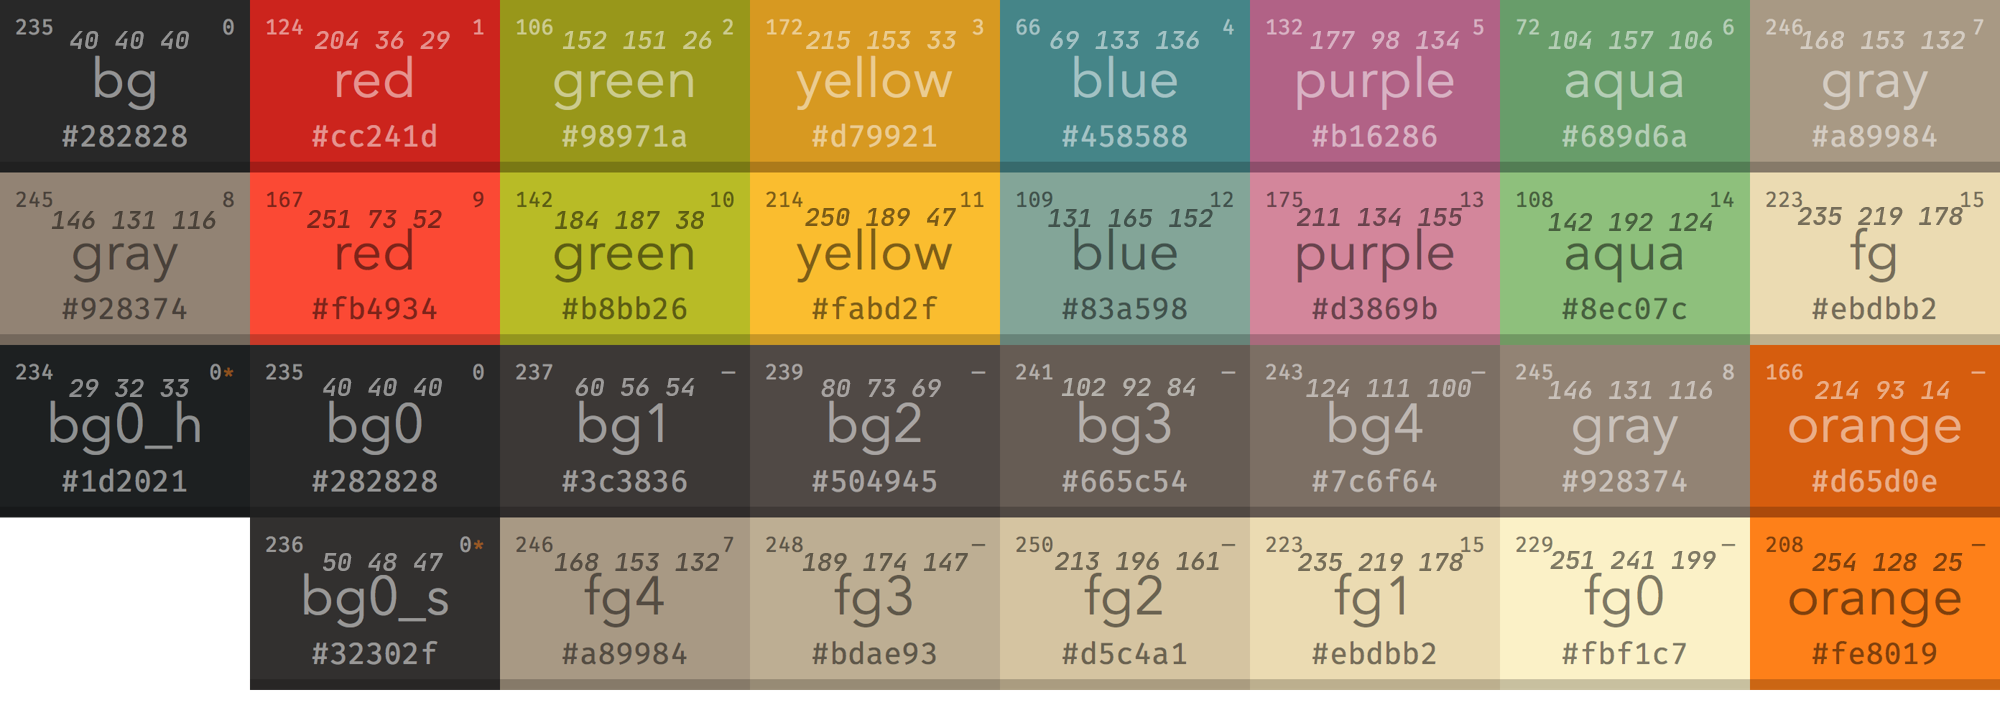 235 40 40 40 0
bg
#282828
124 204 36 29 1
red
#cc241d
106 152 151 26 2
green
#98971a
172 215 153 33 3
yellow
#d79921
66 69 133 136 4
blue
#458588
132 177 98 134 5
purple
#b16286
72 104 157 106 6
aqua
#689d6a
246 168 153 132 7
gray
#a89984
245 146 131 116 8
gray
#928374
167 251 73 52 9
red
#fb4934
142 184 187 38 10
green
#b8bb26
214 250 189 47 11
yellow
#fabd2f
109 131 165 152 12
blue
#83a598
175 211 134 155 13
purple
#d3869b
108 142 192 124 14
aqua
#8ec07c
223 235 219 178 15
fg
#ebdbb2
234 29 32 33 0*
bg0_h
#1d2021
235 40 40 40 0
bg0
#282828
237 60 56 54 –
bg1
#3c3836
239 80 73 69 –
bg2
#504945
241 102 92 84 –
bg3
#665c54
243 124 111 100 –
bg4
#7c6f64
245 146 131 116 8
gray
#928374
166 214 93 14 –
orange
#d65d0e
236 50 48 47 0*
bg0_s
#32302f
246 168 153 132 7
fg4
#a89984
248 189 174 147 –
fg3
#bdae93
250 213 196 161 –
fg2
#d5c4a1
223 235 219 178 15
fg1
#ebdbb2
229 251 241 199 –
fg0
#fbf1c7
208 254 128 25 –
orange
#fe8019